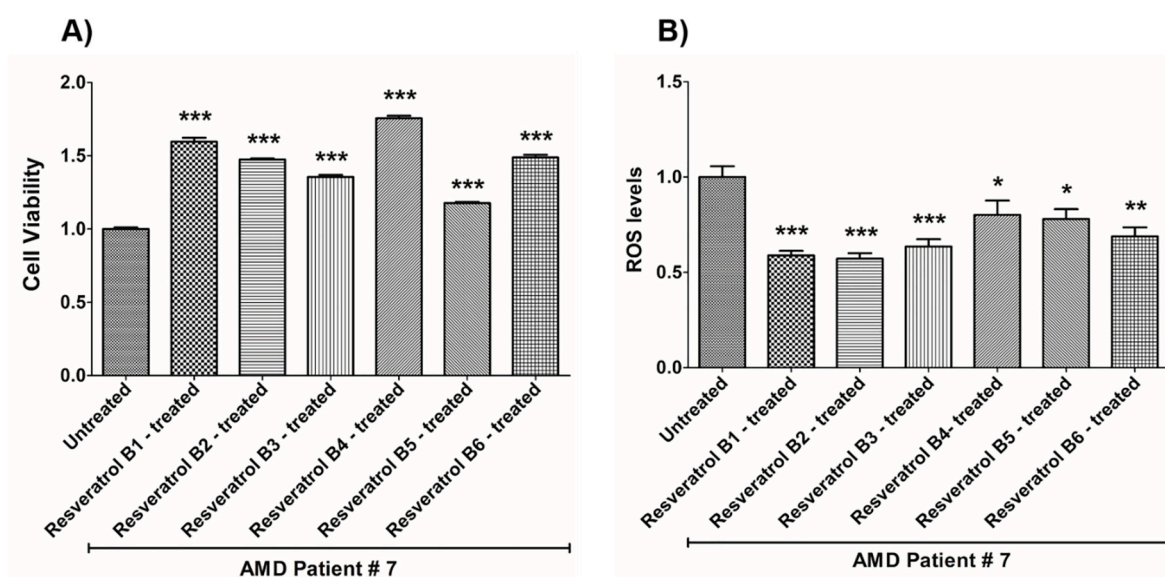 A)
Cell Viability
2.0
1.5
1.0
0.5
0.0
***
***
***
***
***
***
Untreated
Resveratrol B1 - treated
Resveratrol B2 - treated
Resveratrol B3 - treated
Resveratrol B4 - treated
Resveratrol B5 - treated
Resveratrol B6 - treated
AMD Patient # 7
B)
ROS levels
1.5
1.0
0.5
0.0
***
***
***
*
*
**
Untreated
Resveratrol B1 - treated
Resveratrol B2 - treated
Resveratrol B3 - treated
Resveratrol B4- treated
Resveratrol B5 - treated
Resveratrol B6 - treated
AMD Patient # 7